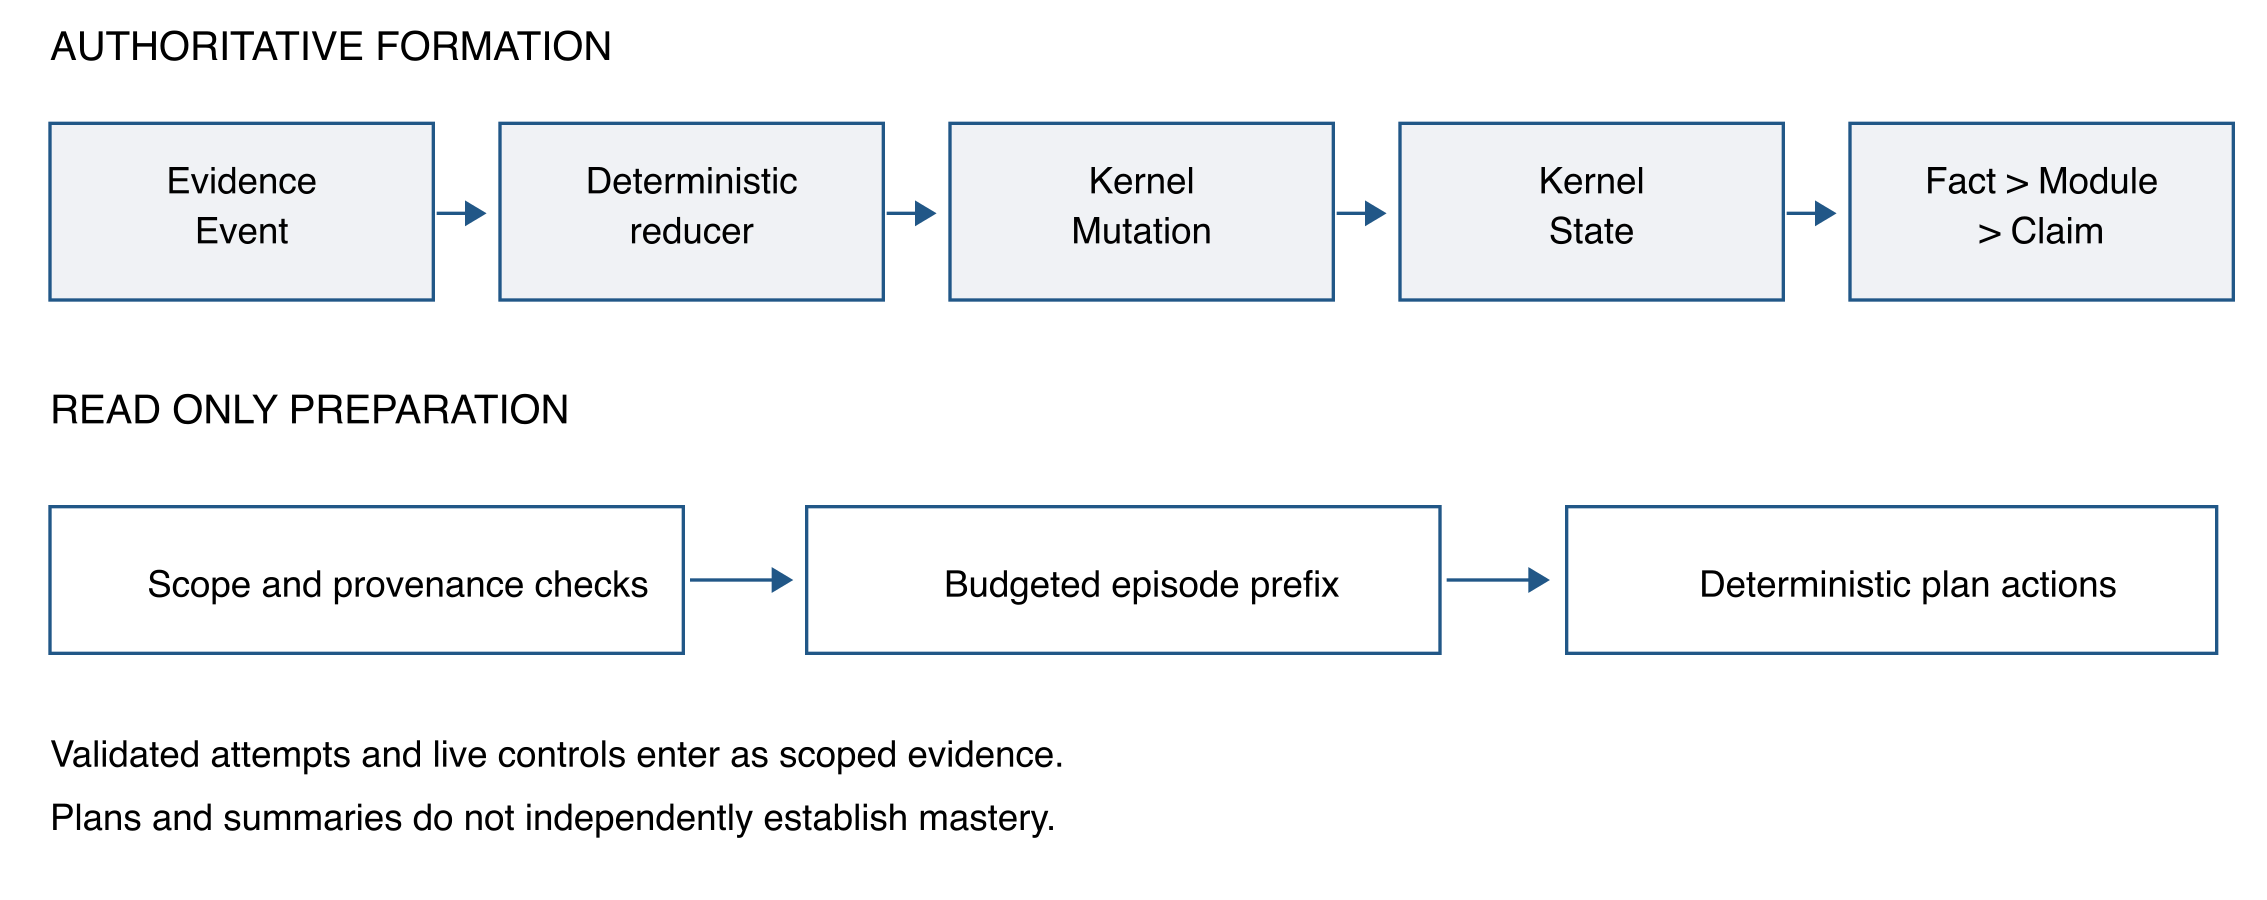 AUTHORITATIVE FORMATION
Evidence
Event
Deterministic
reducer
Kernel
Mutation
Kernel
State
Fact > Module
> Claim
READ ONLY PREPARATION
Scope and provenance checks
Budgeted episode prefix
Deterministic plan actions
Validated attempts and live controls enter as scoped evidence.
Plans and summaries do not independently establish mastery.